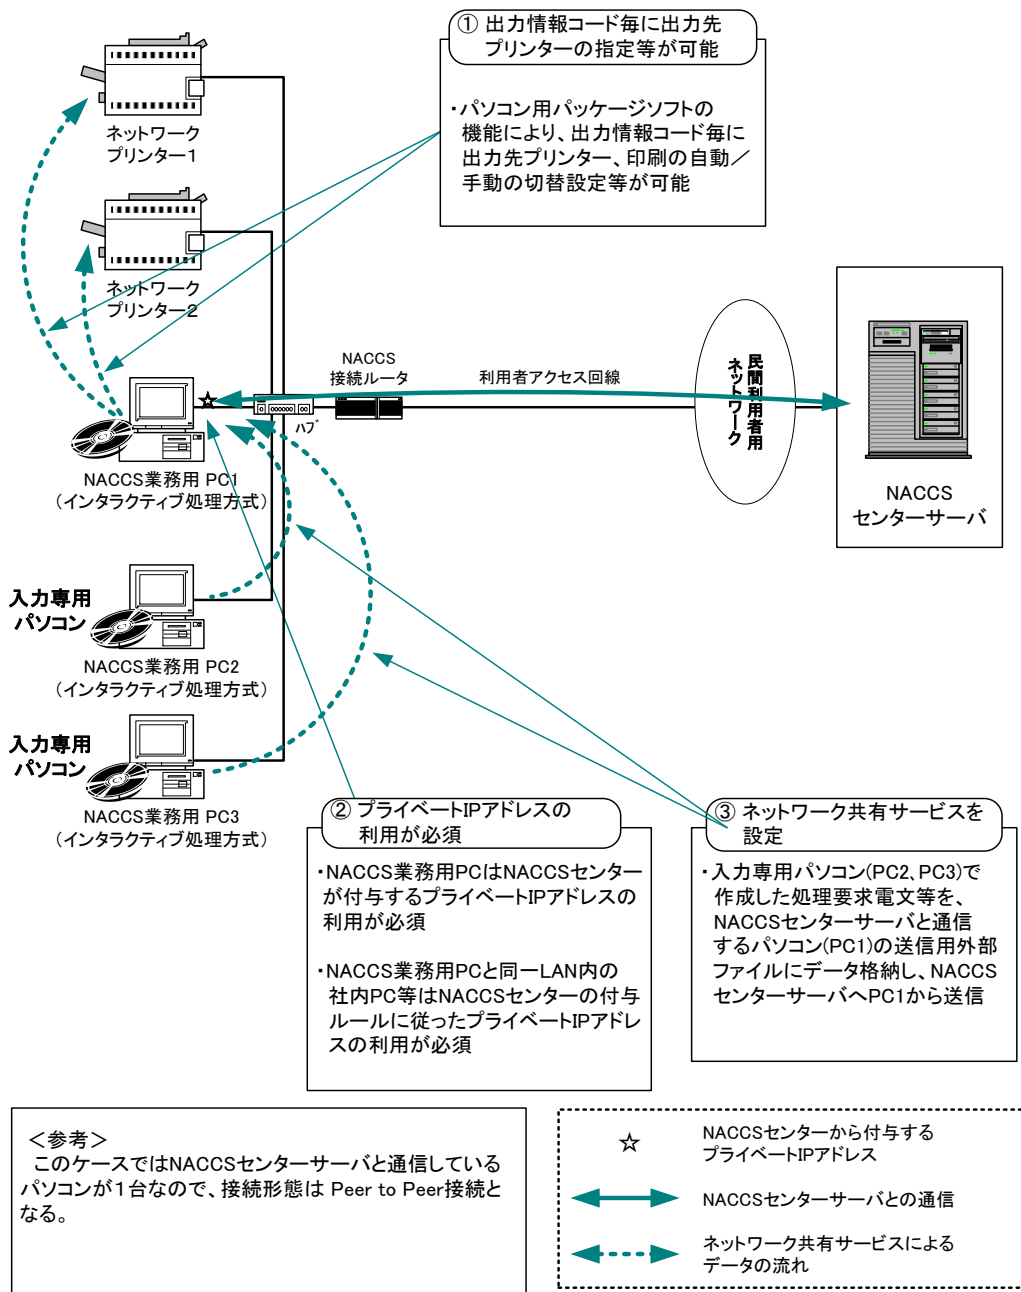 ① 出力情報コード毎に出力先
プリンターの指定等が可能
・パソコン用パッケージソフトの
機能により、出力情報コード毎に
出力先プリンター、印刷の自動／
手動の切替設定等が可能
ネットワーク
プリンター1
ネットワーク
プリンター2
NACCS
接続ルータ
利用者アクセス回線
民間利用者用
ネットワーク
ハブ
NACCS
センターサーバ
NACCS業務用 PC1
（インタラクティブ処理方式）
入力専用
パソコン
NACCS業務用 PC2
（インタラクティブ処理方式）
入力専用
パソコン
NACCS業務用 PC3
（インタラクティブ処理方式）
② プライベートIPアドレスの
利用が必須
・NACCS業務用PCはNACCSセンター
が付与するプライベートIPアドレスの
利用が必須
・NACCS業務用PCと同一LAN内の
社内PC等はNACCSセンターの付与
ルールに従ったプライベートIPアドレ
スの利用が必須
③ ネットワーク共有サービスを
設定
・入力専用パソコン(PC2、PC3)で
作成した処理要求電文等を、
NACCSセンターサーバと通信
するパソコン(PC1)の送信用外部
ファイルにデータ格納し、NACCS
センターサーバへPC1から送信
＜参考＞
このケースではNACCSセンターサーバと通信している
パソコンが1台なので、接続形態は Peer to Peer接続と
なる。
☆ NACCSセンターから付与する
プライベートIPアドレス
NACCSセンターサーバとの通信
ネットワーク共有サービスによる
データの流れ